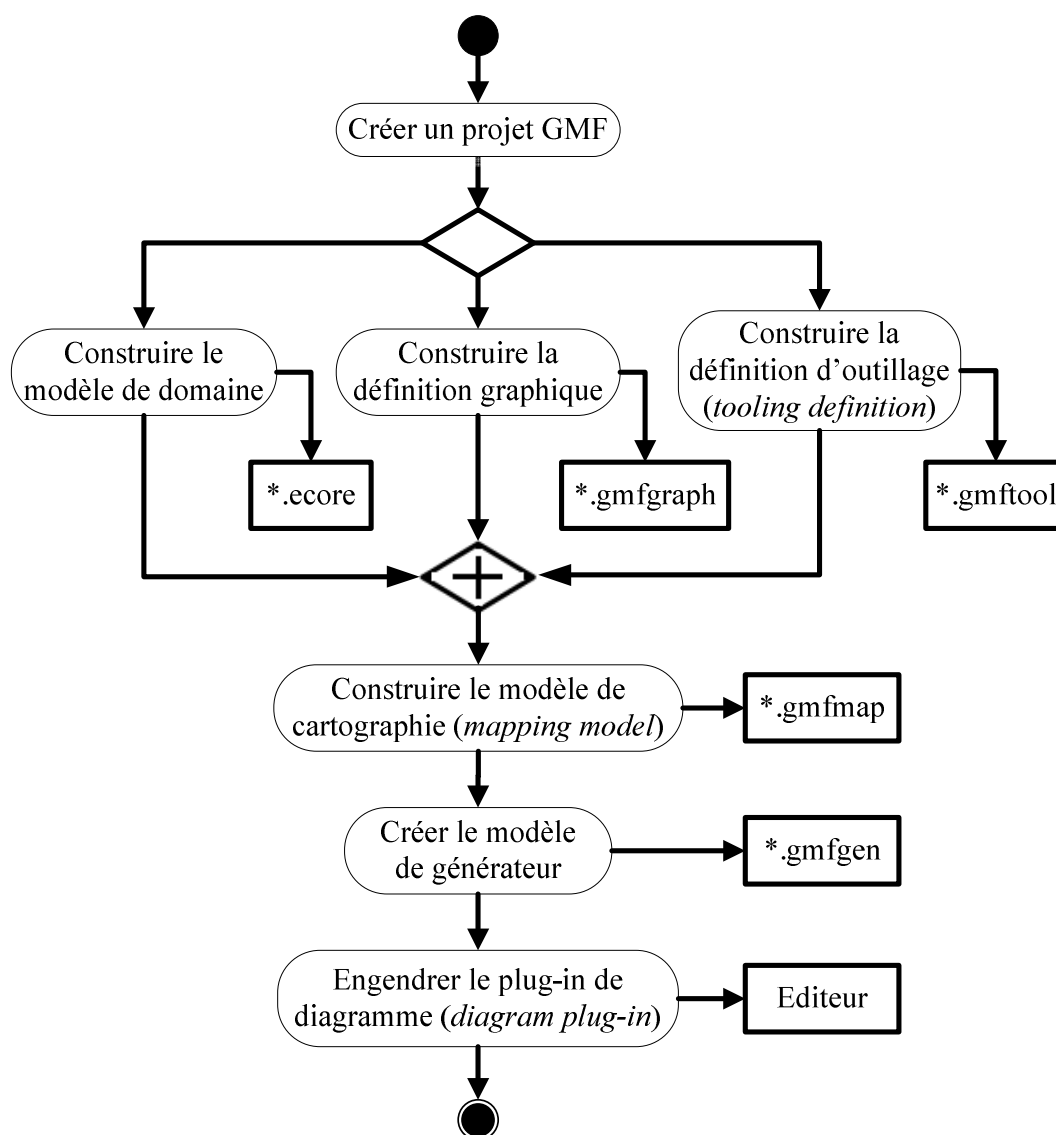 Créer un projet GMF
Construire le
modèle de domaine
Construire la
définition graphique
Construire la
définition d'outillage
(tooling definition)
*.ecore
*.gmfgraph
*.gmftool
Construire le modèle de
cartographie (mapping model)
*.gmfmap
Créer le modèle
de générateur
*.gmfgen
Engendrer le plug-in de
diagramme (diagram plug-in)
Editeur